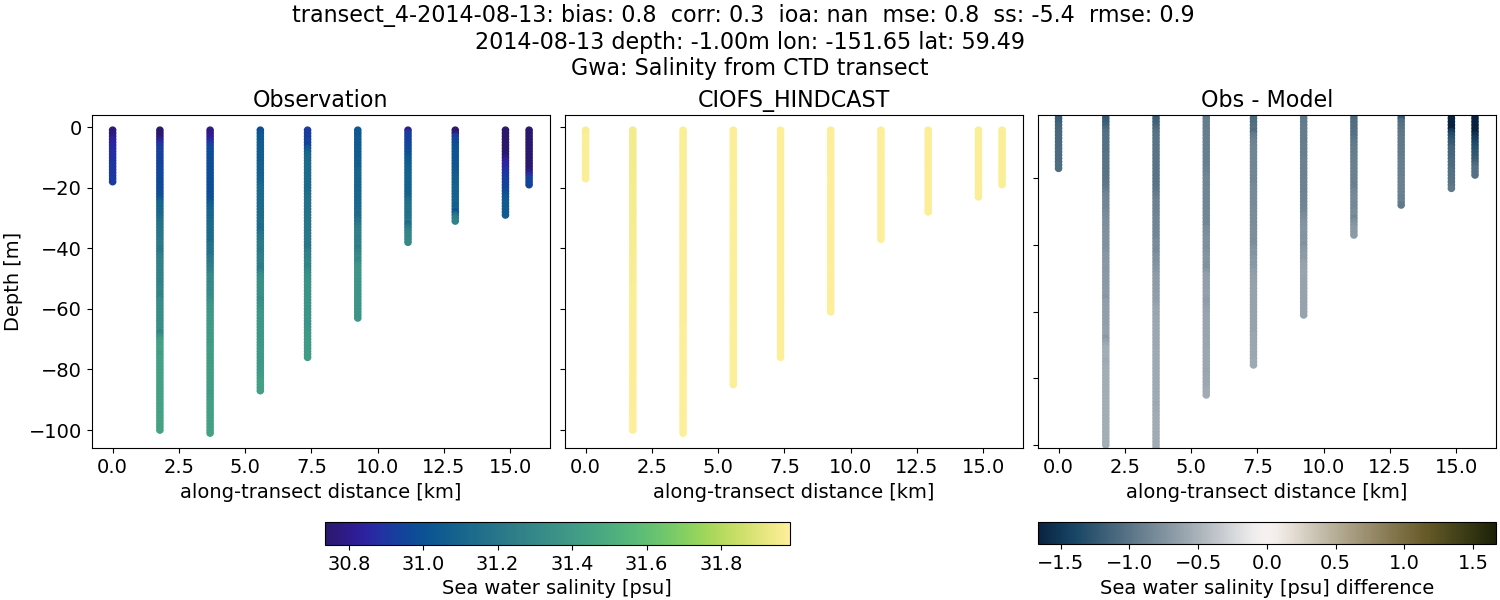 transect_4-2014-08-13: bias: 0.8  corr: 0.3  ioa: nan  mse: 0.8  ss: -5.4  rmse: 0.9
2014-08-13 depth: -1.00m lon: -151.65 lat: 59.49
Gwa: Salinity from CTD transect
Observation
CIOFS_HINDCAST
Obs - Model
Depth [m]
0
−20
−40
−60
−80
−100
0.0 2.5 5.0 7.5 10.0 12.5 15.0
0.0 2.5 5.0 7.5 10.0 12.5 15.0
0.0 2.5 5.0 7.5 10.0 12.5 15.0
along-transect distance [km]
along-transect distance [km]
along-transect distance [km]
30.8 31.0 31.2 31.4 31.6 31.8
Sea water salinity [psu]
−1.5 −1.0 −0.5 0.0 0.5 1.0 1.5
Sea water salinity [psu] difference